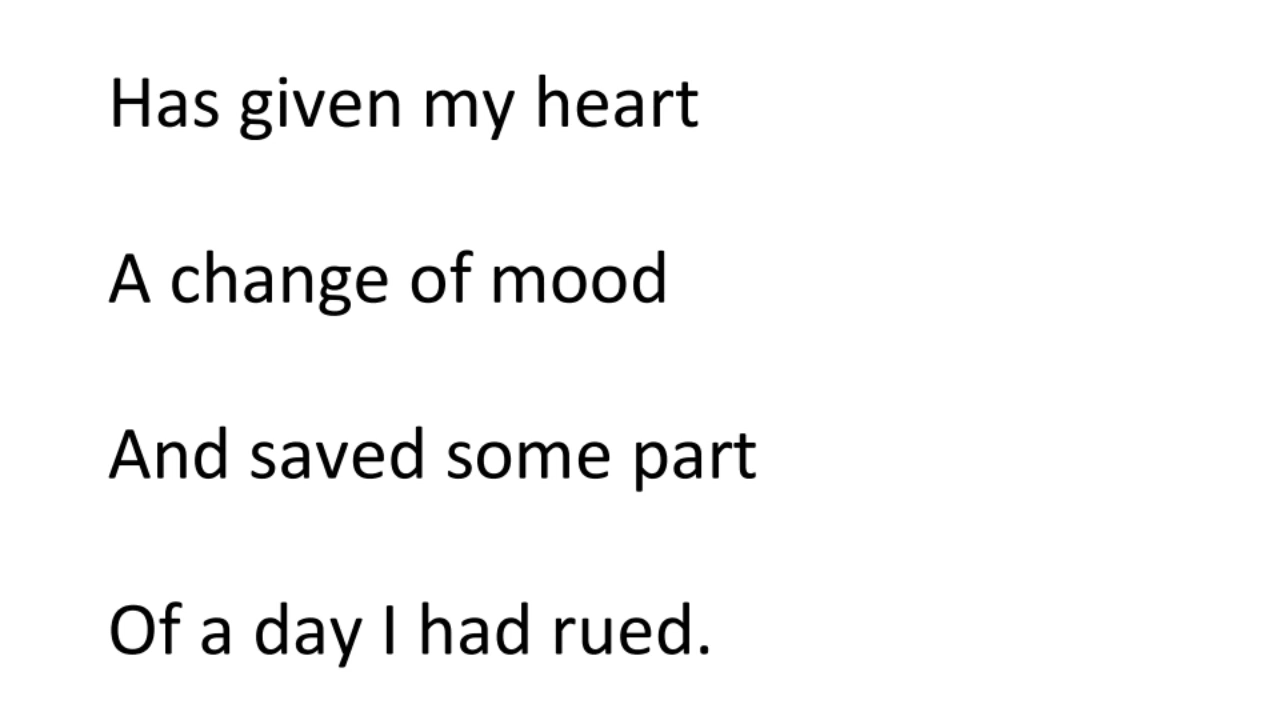 Has given my heart
A change of mood
And saved some part
Of a day I had rued.